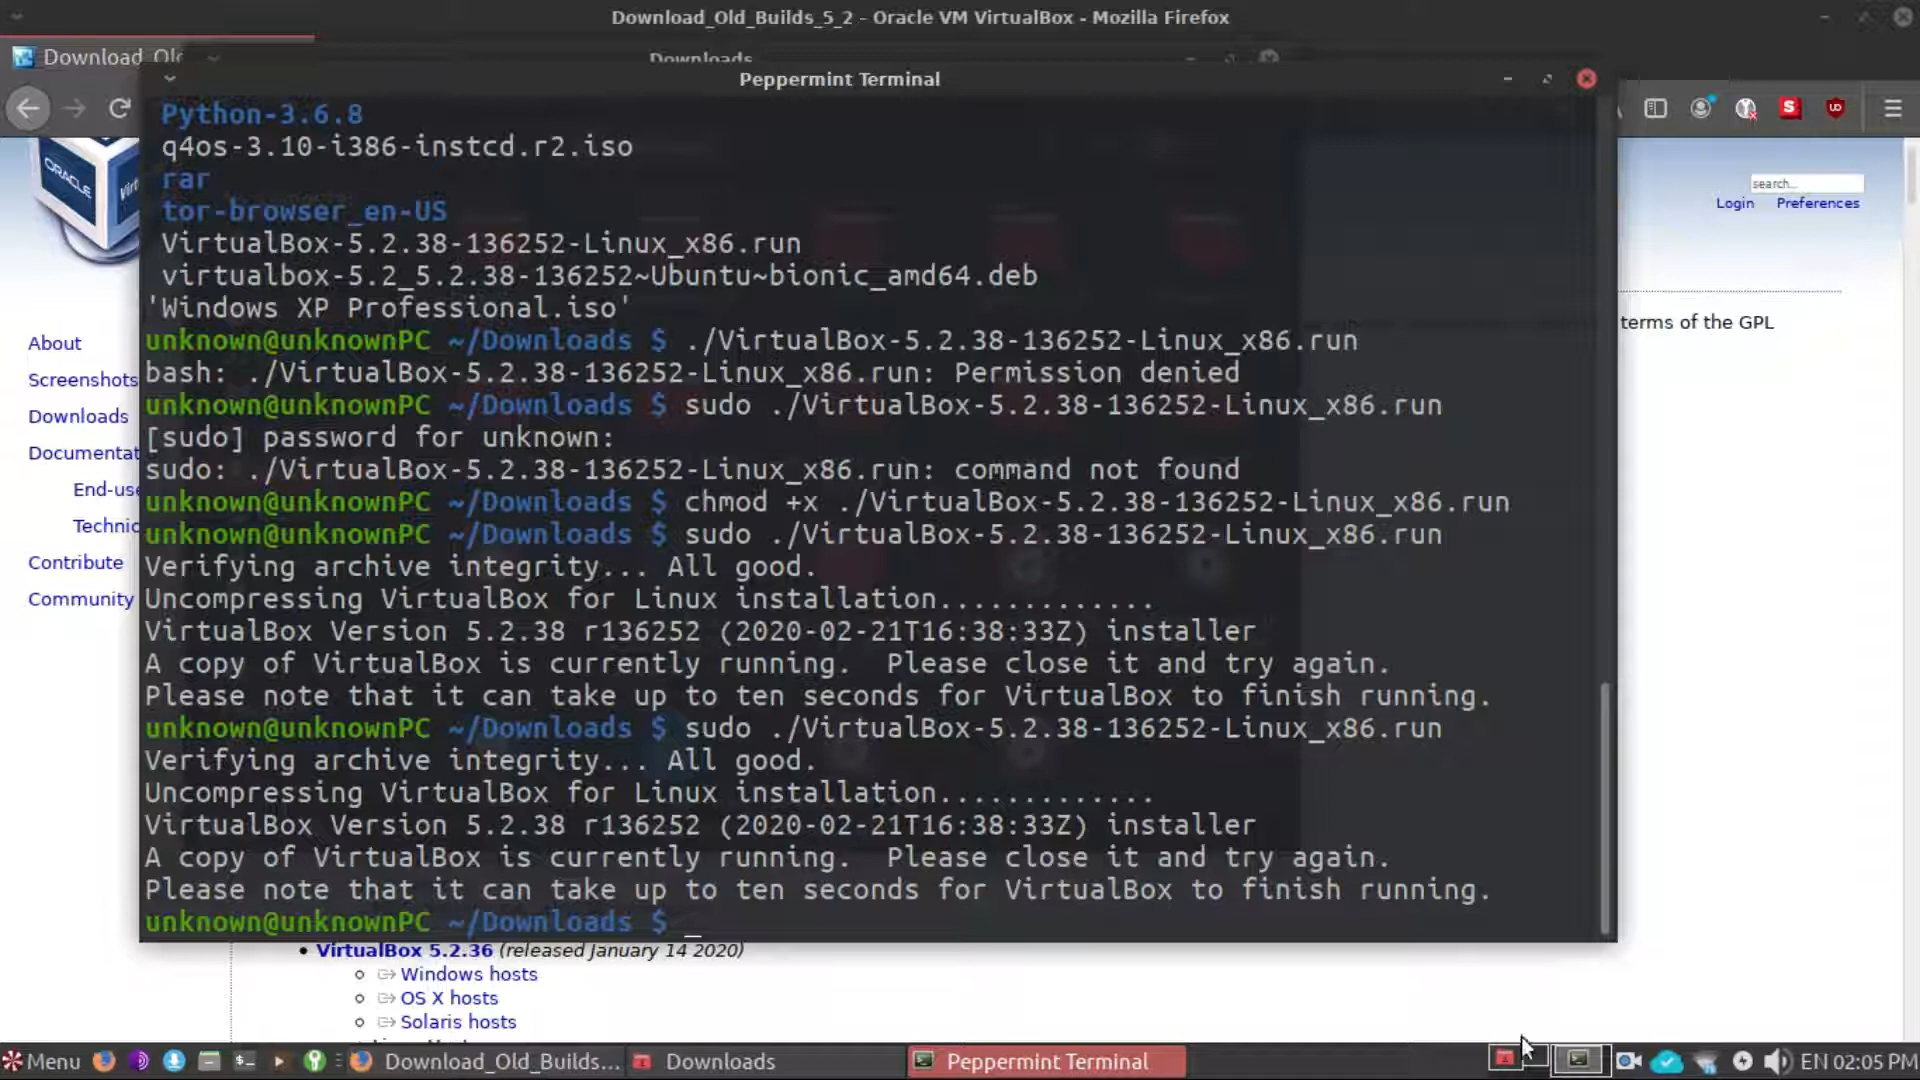 Download_Old_Builds_5_2 – Oracle VM VirtualBox - Mozilla Firefox
Download_Old
Downloads
Peppermint Terminal
Python-3.6.8
q4os-3.10-i386-instcd.r2.iso
rar
tor-browser_en-US
VirtualBox-5.2.38-136252-Linux_x86.run
virtualbox-5.2_5.2.38-136252~Ubuntu~bionic_amd64.deb
'Windows XP Professional.iso'
unknown@unknownPC ~/Downloads $ ./VirtualBox-5.2.38-136252-Linux_x86.run
bash: ./VirtualBox-5.2.38-136252-Linux_x86.run: Permission denied
unknown@unknownPC ~/Downloads $ sudo ./VirtualBox-5.2.38-136252-Linux_x86.run
[sudo] password for unknown:
sudo: ./VirtualBox-5.2.38-136252-Linux_x86.run: command not found
unknown@unknownPC ~/Downloads $ chmod +x ./VirtualBox-5.2.38-136252-Linux_x86.run
unknown@unknownPC ~/Downloads $ sudo ./VirtualBox-5.2.38-136252-Linux_x86.run
Verifying archive integrity... All good.
Uncompressing VirtualBox for Linux installation.............
VirtualBox Version 5.2.38 r136252 (2020-02-21T16:38:33Z) installer
A copy of VirtualBox is currently running.  Please close it and try again.
Please note that it can take up to ten seconds for VirtualBox to finish running.
unknown@unknownPC ~/Downloads $ sudo ./VirtualBox-5.2.38-136252-Linux_x86.run
Verifying archive integrity... All good.
Uncompressing VirtualBox for Linux installation.............
VirtualBox Version 5.2.38 r136252 (2020-02-21T16:38:33Z) installer
A copy of VirtualBox is currently running.  Please close it and try again.
Please note that it can take up to ten seconds for VirtualBox to finish running.
unknown@unknownPC ~/Downloads $ _
ORACLE
Virt
search...
Login Preferences
terms of the GPL
About
Screenshots
Downloads
Documentat
End-use
Technic
Contribute
Community
VirtualBox 5.2.36 (released January 14 2020)
Windows hosts
OS X hosts
Solaris hosts
Menu
Download_Old_Builds...
Downloads
Peppermint Terminal
EN 02:05 PM